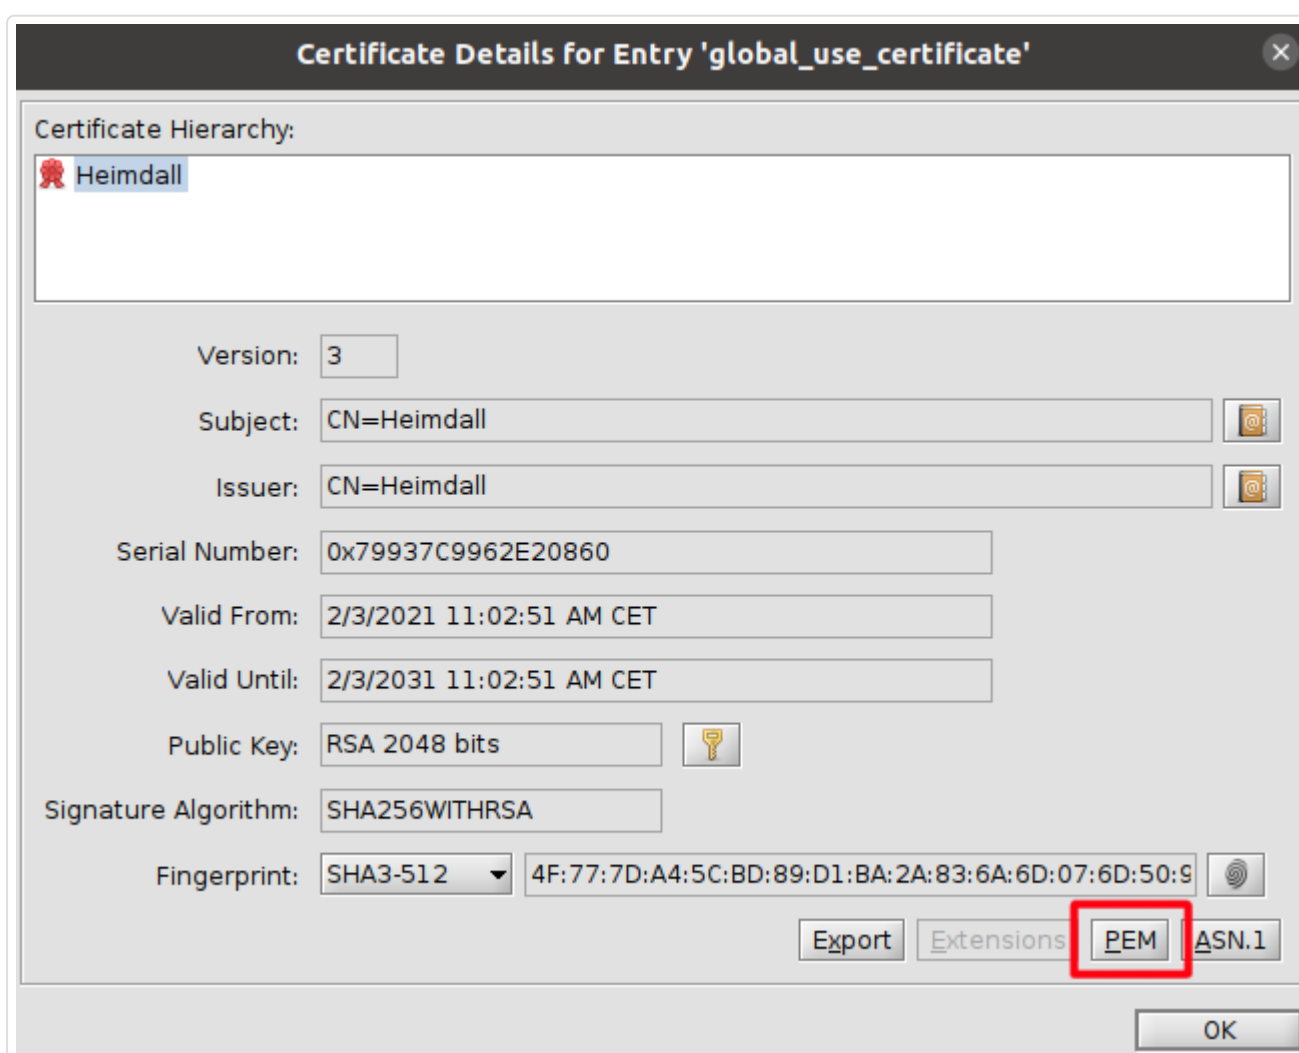 Certificate Details for Entry 'global_use_certificate'
Certificate Hierarchy:
Heimdall
Version: 3
Subject: CN=Heimdall
Issuer: CN=Heimdall
Serial Number: 0x79937C9962E20860
Valid From: 2/3/2021 11:02:51 AM CET
Valid Until: 2/3/2031 11:02:51 AM CET
Public Key: RSA 2048 bits
Signature Algorithm: SHA256WITHRSA
Fingerprint: SHA3-512 4F:77:7D:A4:5C:BD:89:D1:BA:2A:83:6A:6D:07:6D:50:9
Export Extensions PEM ASN.1
OK